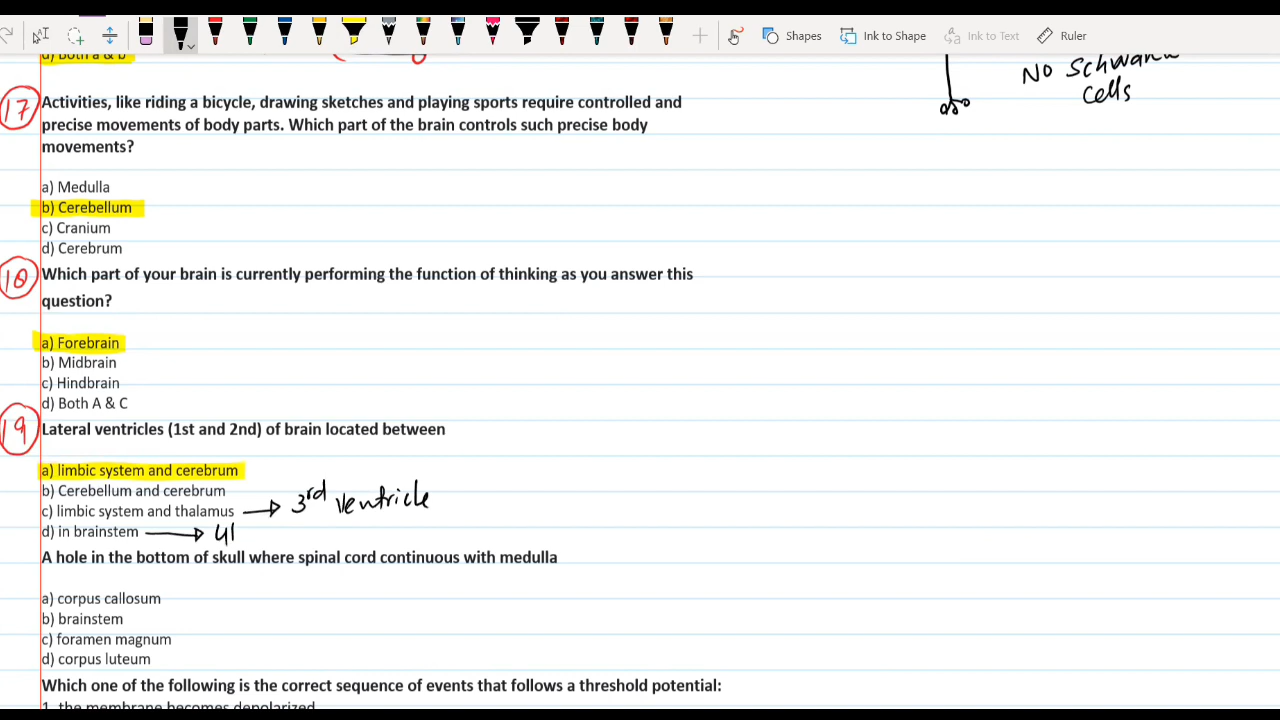 Shapes
Ink to Shape
Ink to Text
Ruler
d) Both a & b
No Schwann
cells
17
Activities, like riding a bicycle, drawing sketches and playing sports require controlled and
precise movements of body parts. Which part of the brain controls such precise body
movements?
a) Medulla
b) Cerebellum
c) Cranium
d) Cerebrum
18
Which part of your brain is currently performing the function of thinking as you answer this
question?
a) Forebrain
b) Midbrain
c) Hindbrain
d) Both A & C
19
Lateral ventricles (1st and 2nd) of brain located between
a) limbic system and cerebrum
b) Cerebellum and cerebrum
c) limbic system and thalamus → 3rd ventricle
d) in brainstem → 4
A hole in the bottom of skull where spinal cord continuous with medulla
a) corpus callosum
b) brainstem
c) foramen magnum
d) corpus luteum
Which one of the following is the correct sequence of events that follows a threshold potential:
1. the membrane becomes depolarized